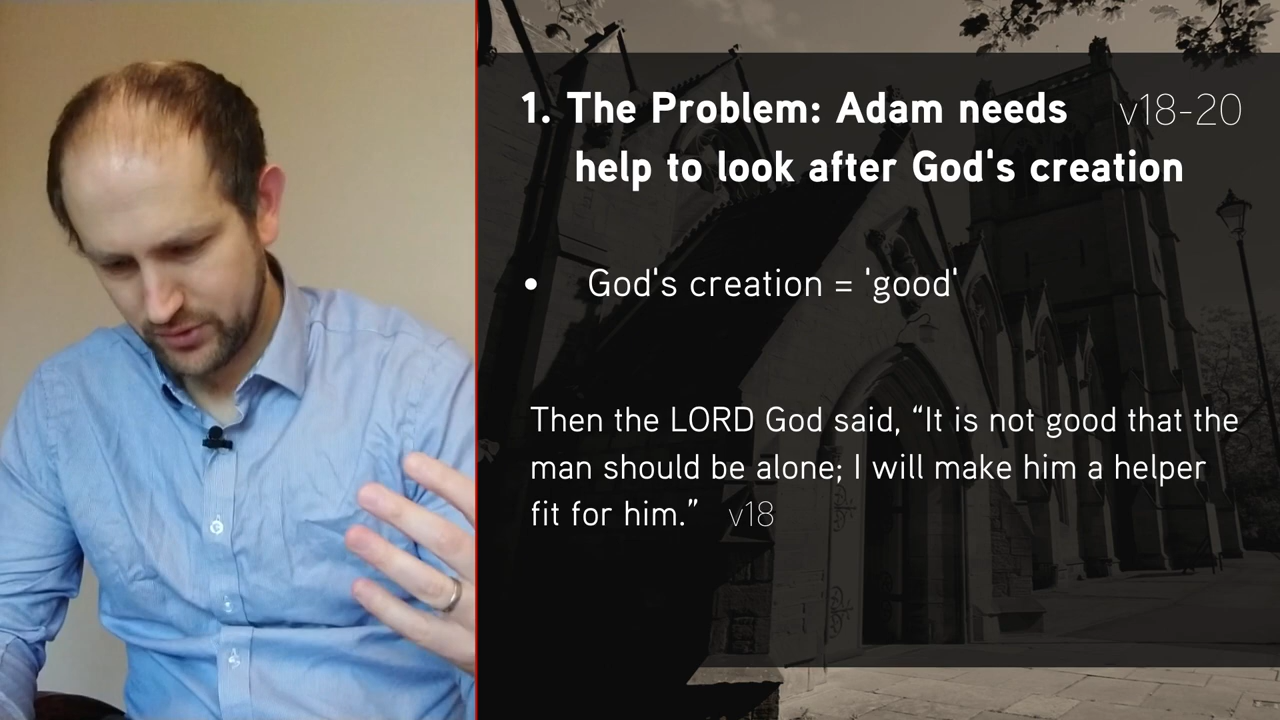 1. The Problem: Adam needs v18-20
help to look after God's creation
• God's creation = 'good'
Then the LORD God said, “It is not good that the
man should be alone; I will make him a helper
fit for him.” v18